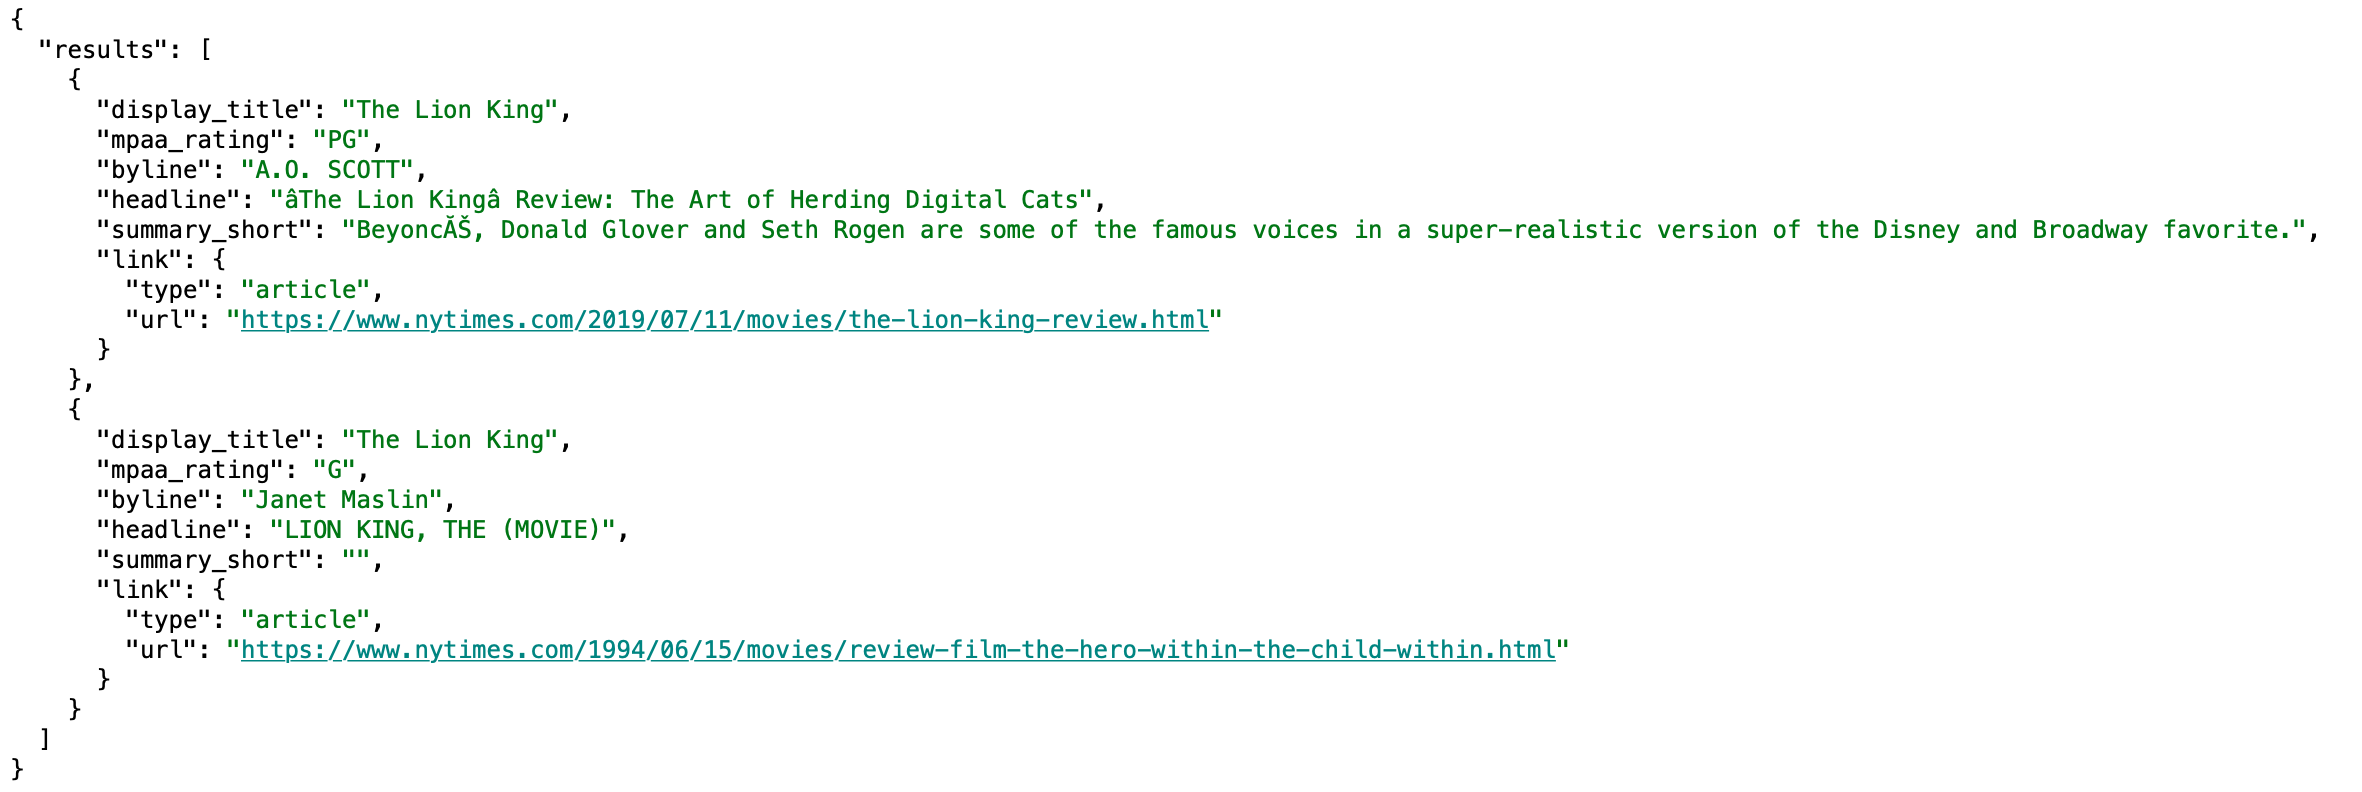 {
  "results": [
    {
      "display_title": "The Lion King",
      "mpaa_rating": "PG",
      "byline": "A.O. SCOTT",
      "headline": "âThe Lion Kingâ Review: The Art of Herding Digital Cats",
      "summary_short": "BeyoncĂŠ, Donald Glover and Seth Rogen are some of the famous voices in a super-realistic version of the Disney and Broadway favorite.",
      "link": {
        "type": "article",
        "url": "https://www.nytimes.com/2019/07/11/movies/the-lion-king-review.html"
      }
    },
    {
      "display_title": "The Lion King",
      "mpaa_rating": "G",
      "byline": "Janet Maslin",
      "headline": "LION KING, THE (MOVIE)",
      "summary_short": "",
      "link": {
        "type": "article",
        "url": "https://www.nytimes.com/1994/06/15/movies/review-film-the-hero-within-the-child-within.html"
      }
    }
  ]
}